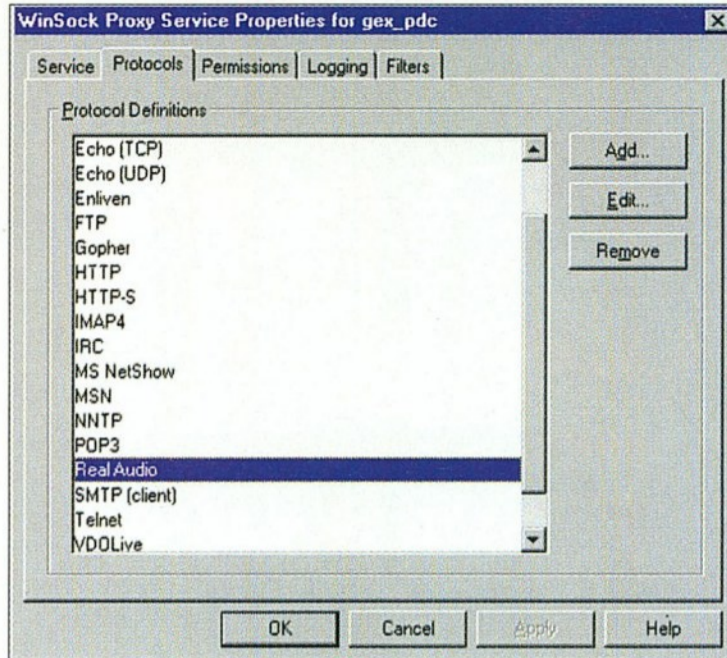 WinSock Proxy Service Properties for gex_pdc
Service Protocols Permissions Logging Filters
Protocol Definitions
Echo (TCP)
Echo (UDP)
Enliven
FTP
Gopher
HTTP
HTTP-S
IMAP4
IRC
MS NetShow
MSN
NNTP
POP3
Real Audio
SMTP (client)
Telnet
VDOLive
Add...
Edit...
Remove
OK Cancel Apply Help